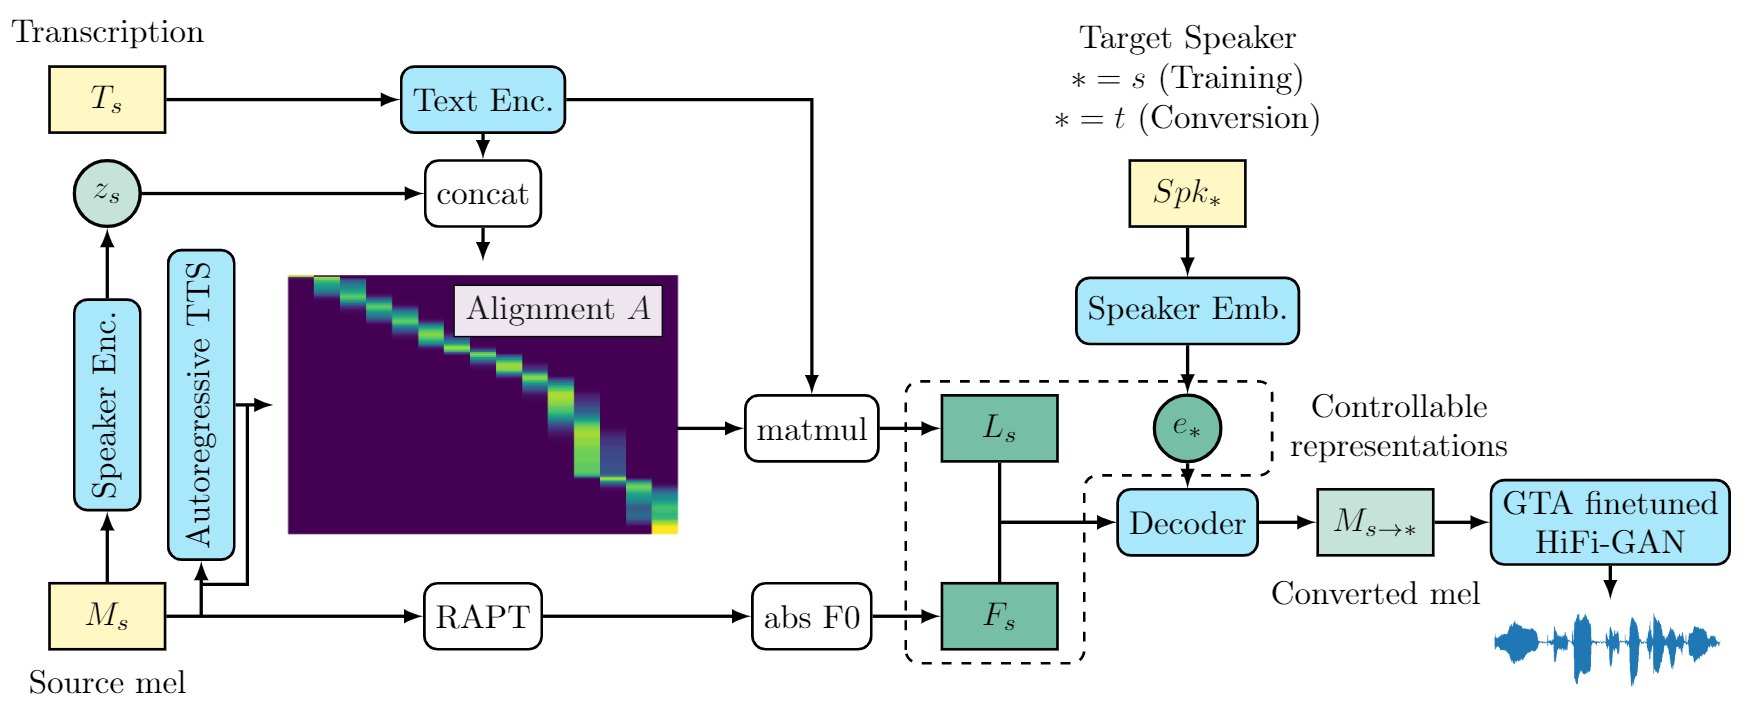 Transcription
T_s
Text Enc.
Target Speaker
∗ = s (Training)
∗ = t (Conversion)
z_s
concat
Spk_∗
Speaker Enc.
Autoregressive TTS
Alignment A
Speaker Emb.
matmul
L_s
e_∗
Controllable
representations
Decoder
M_{s→∗}
GTA finetuned
HiFi-GAN
Converted mel
M_s
RAPT
abs F0
F_s
Source mel